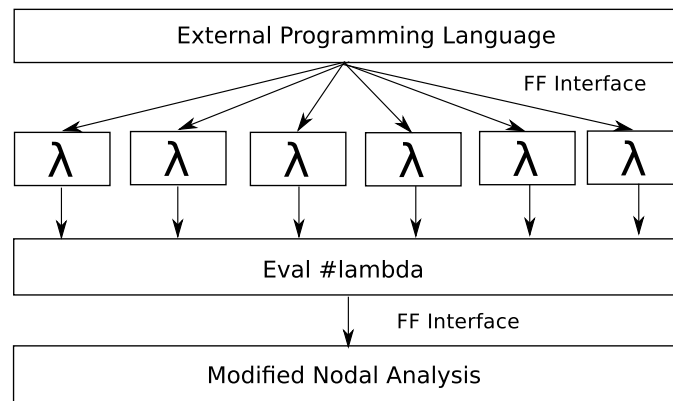 External Programming Language
FF Interface
λ λ λ λ λ λ
Eval #lambda
FF Interface
Modified Nodal Analysis